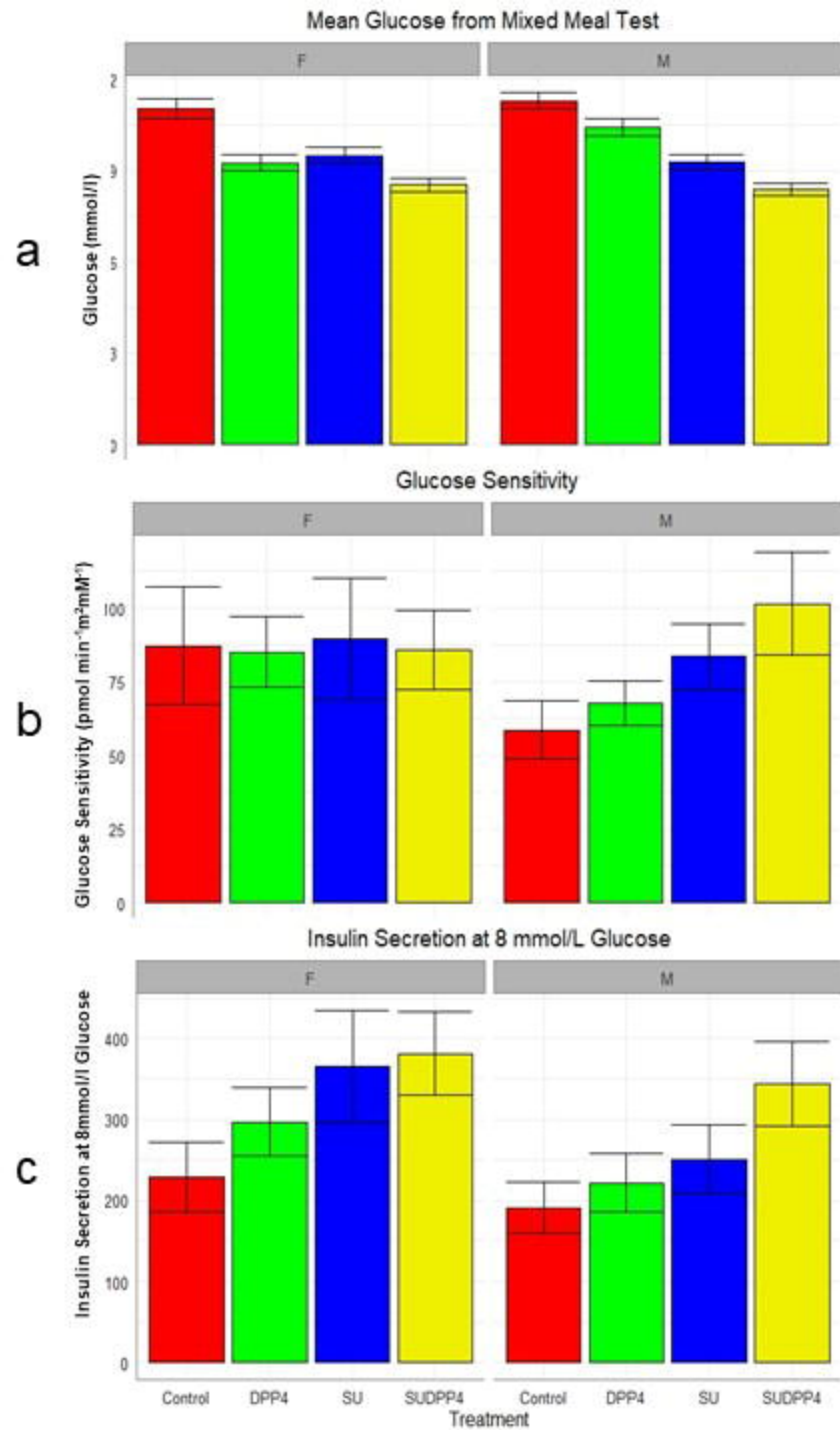 Mean Glucose from Mixed Meal Test
F M
a
Glucose (mmol/l)
2
9
3
Glucose Sensitivity
F M
b
Glucose Sensitivity (pmol min⁻¹m²mM⁻¹)
100
75
50
25
0
Insulin Secretion at 8 mmol/L Glucose
F M
c
Insulin Secretion at 8mmol/l Glucose
400
300
200
100
0
Control DPP4 SU SUDPP4 Control DPP4 SU SUDPP4
Treatment